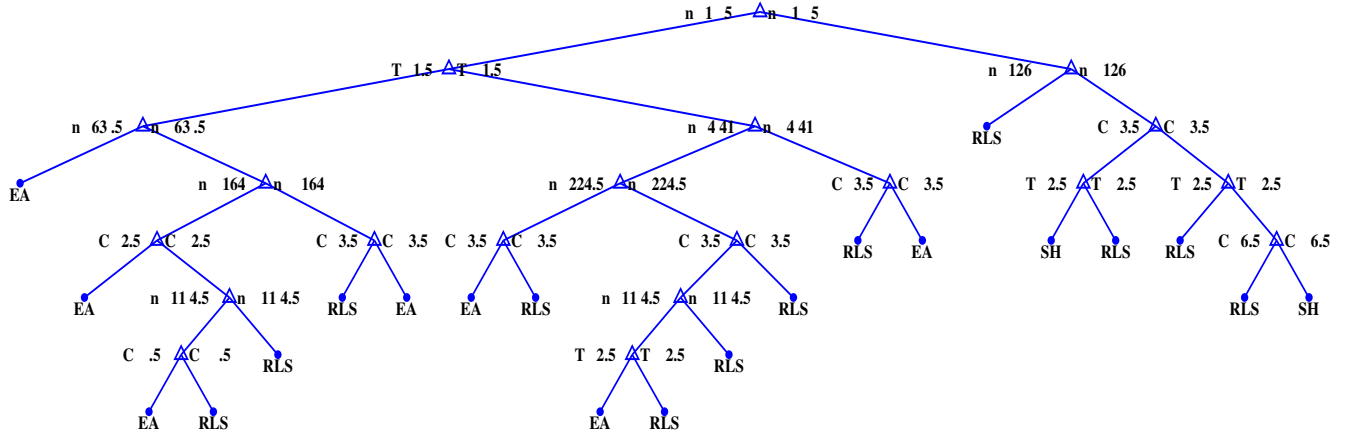 n 1 5 n 1 5
T 1.5 T 1.5 n 126 n 126
n 63.5 n 63.5 n 4 41 n 4 41 RLS C 3.5 C 3.5
EA n 164 n 164 n 224.5 n 224.5 C 3.5 C 3.5 T 2.5 T 2.5 T 2.5 T 2.5
C 2.5 C 2.5 C 3.5 C 3.5 C 3.5 C 3.5 C 3.5 C 3.5 RLS EA SH RLS RLS C 6.5 C 6.5
EA n 11 4.5 n 11 4.5 RLS EA EA RLS n 11 4.5 n 11 4.5 RLS RLS SH
C .5 C .5 RLS T 2.5 T 2.5 RLS
EA RLS EA RLS